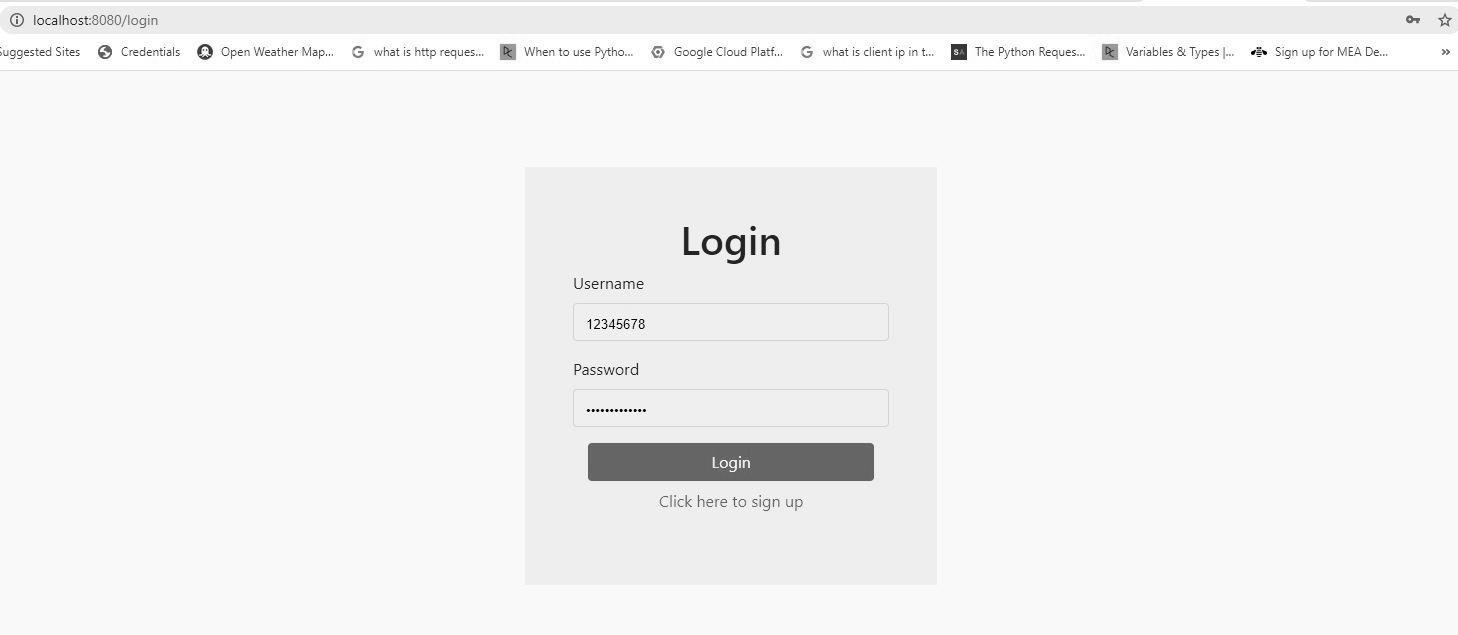 localhost:8080/login
uggested Sites Credentials Open Weather Map... what is http reques... When to use Pytho... Google Cloud Platf... what is client ip in t... The Python Reques... Variables & Types |... Sign up for MEA De... »
Login
Username
12345678
Password
•••••••••••••
Login
Click here to sign up